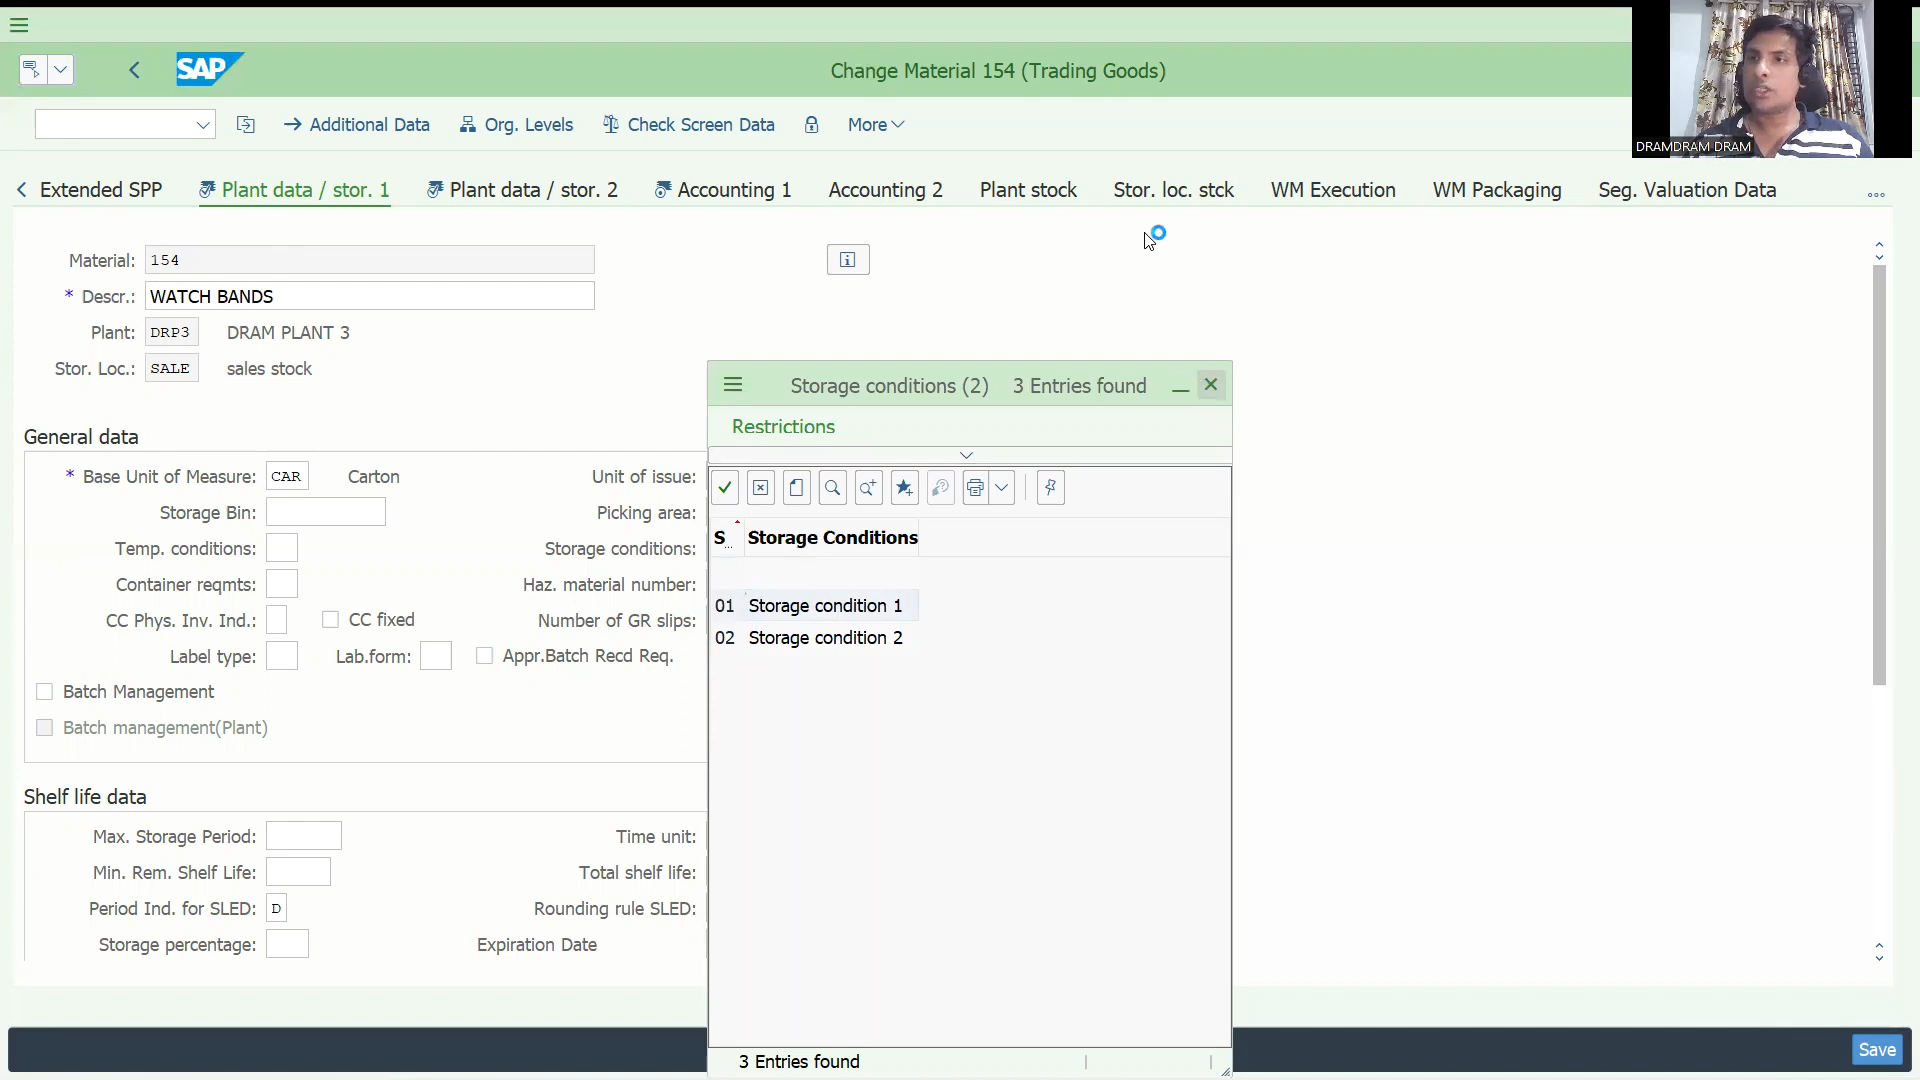 SAP
Change Material 154 (Trading Goods)
DRAMDRAM DRAM
Additional Data
Org. Levels
Check Screen Data
More
Extended SPP
Plant data / stor. 1
Plant data / stor. 2
Accounting 1
Accounting 2
Plant stock
Stor. loc. stck
WM Execution
WM Packaging
Seg. Valuation Data
...
Material: 154
* Descr.: WATCH BANDS
Plant: DRP3 DRAM PLANT 3
Stor. Loc.: SALE sales stock
General data
* Base Unit of Measure: CAR Carton Unit of issue:
Storage Bin: Picking area:
Temp. conditions: Storage conditions:
Container reqmts: Haz. material number:
CC Phys. Inv. Ind.: CC fixed Number of GR slips:
Label type: Lab.form: Appr.Batch Recd Req.
Batch Management
Batch management(Plant)
Shelf life data
Max. Storage Period: Time unit:
Min. Rem. Shelf Life: Total shelf life:
Period Ind. for SLED: D Rounding rule SLED:
Storage percentage: Expiration Date
Storage conditions (2) 3 Entries found
Restrictions
S... Storage Conditions
01 Storage condition 1
02 Storage condition 2
3 Entries found
Save